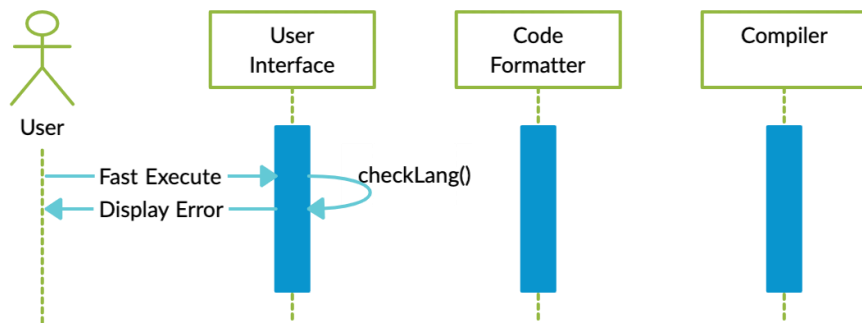 User
Interface
Code
Formatter
Compiler
User
Fast Execute
checkLang()
Display Error